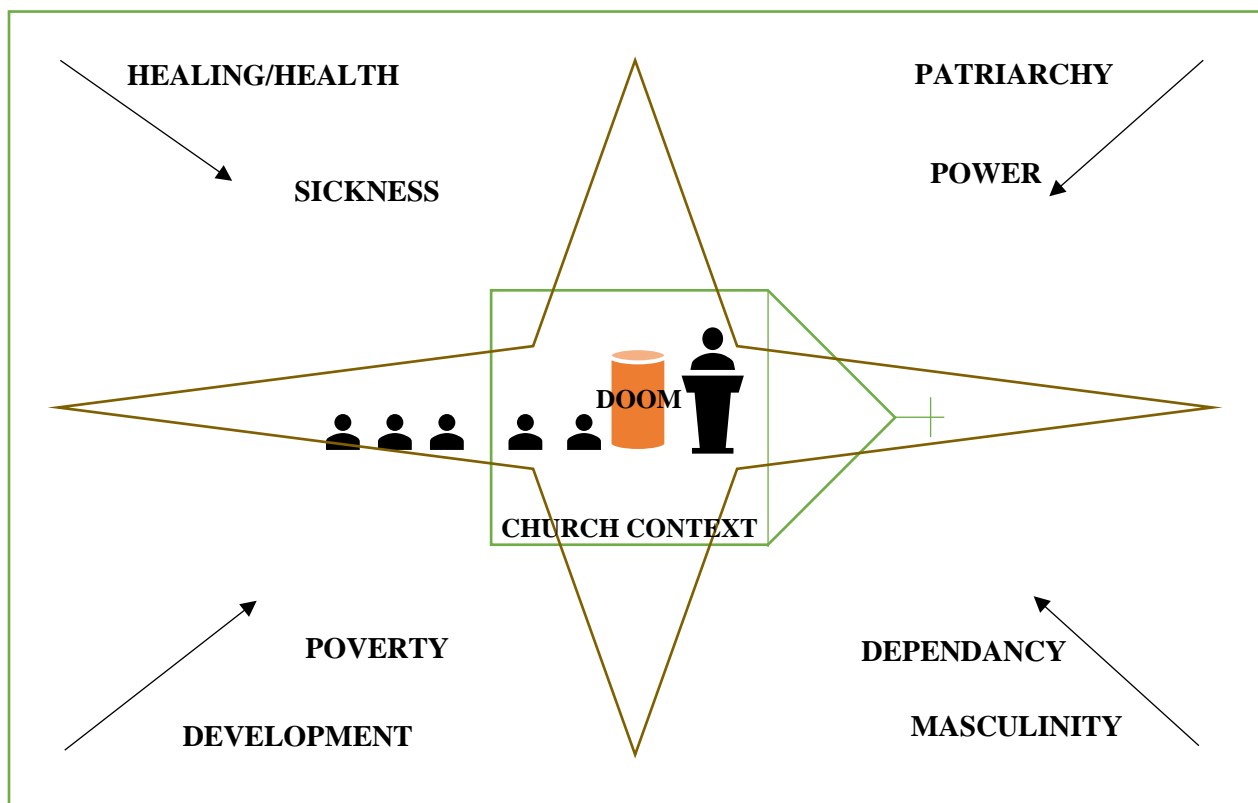 HEALING/HEALTH
SICKNESS
PATRIARCHY
POWER
DOOM
CHURCH CONTEXT
POVERTY
DEVELOPMENT
DEPENDANCY
MASCULINITY